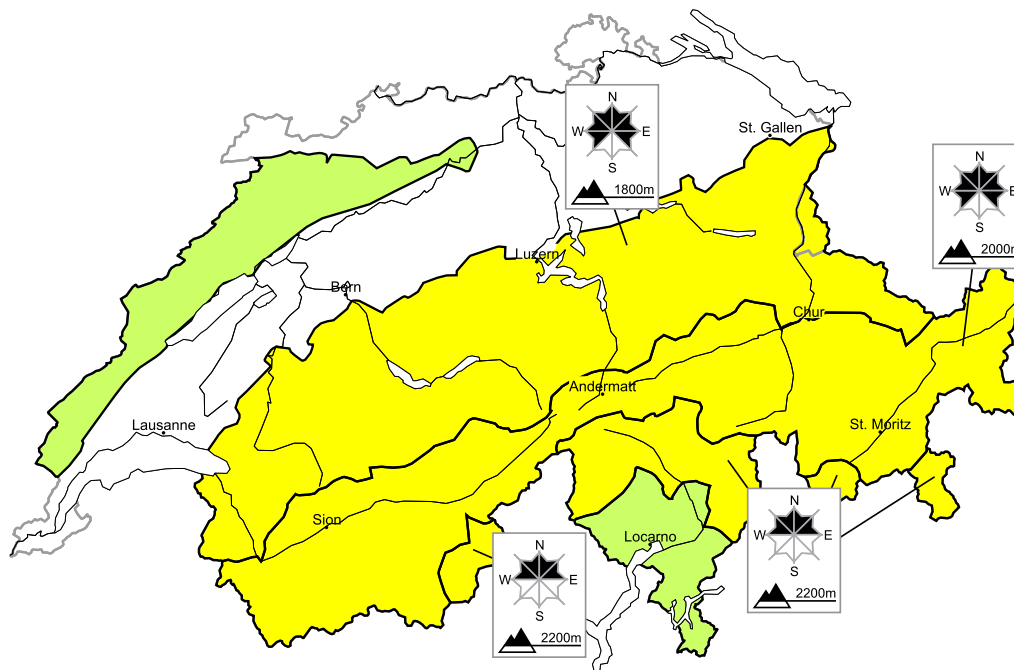 N
W E
S
1800m
St. Gallen
N
W E
S
2000m
Luzern
Bern
Chur
Andermatt
Lausanne
St. Moritz
Sion
Locarno
N
W E
S
2200m
N
W E
S
2200m